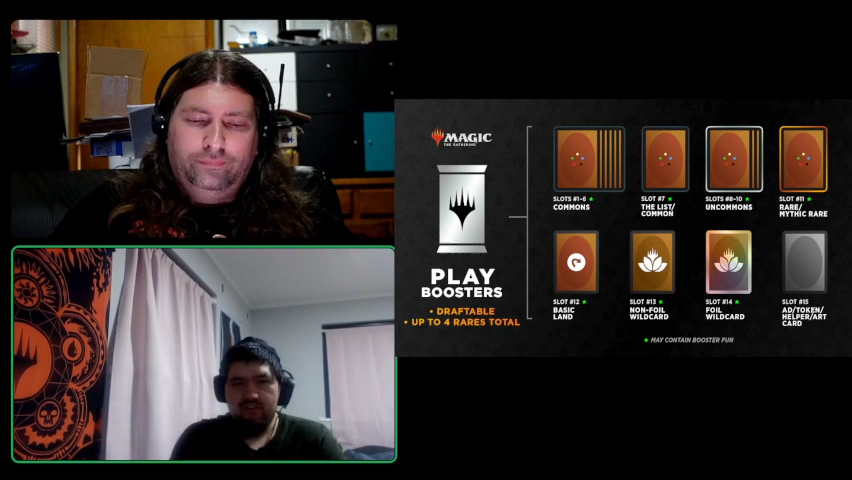 MAGIC
THE GATHERING
PLAY
BOOSTERS
• DRAFTABLE
• UP TO 4 RARES TOTAL
SLOTS #1-6 ★
COMMONS
SLOT #7 ★
THE LIST/
COMMON
SLOTS #8-10 ★
UNCOMMONS
SLOT #11 ★
RARE/
MYTHIC RARE
SLOT #12 ★
BASIC
LAND
SLOT #13 ★
NON-FOIL
WILDCARD
SLOT #14 ★
FOIL
WILDCARD
SLOT #15
AD/TOKEN/
HELPER/ART
CARD
★ MAY CONTAIN BOOSTER FUN